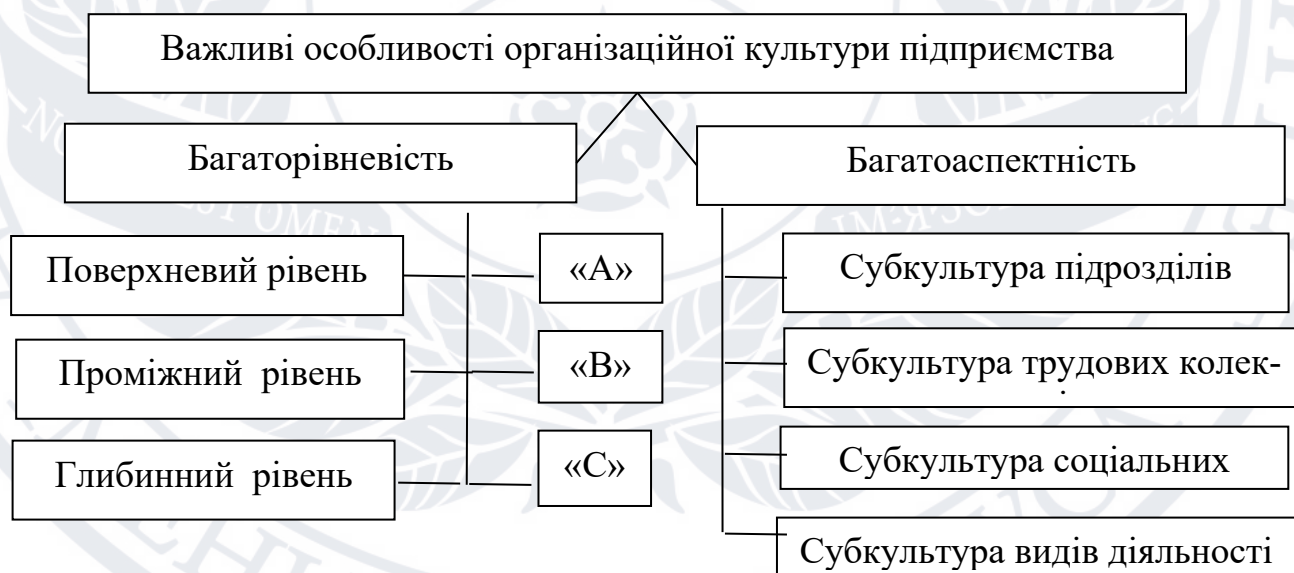 Важливі особливості організаційної культури підприємства
Багаторівневість
Багатоаспектність
Поверхневий рівень
«А»
Субкультура підрозділів
Проміжний рівень
«В»
Субкультура трудових колек-
Глибинний рівень
«С»
Субкультура соціальних
Субкультура видів діяльності